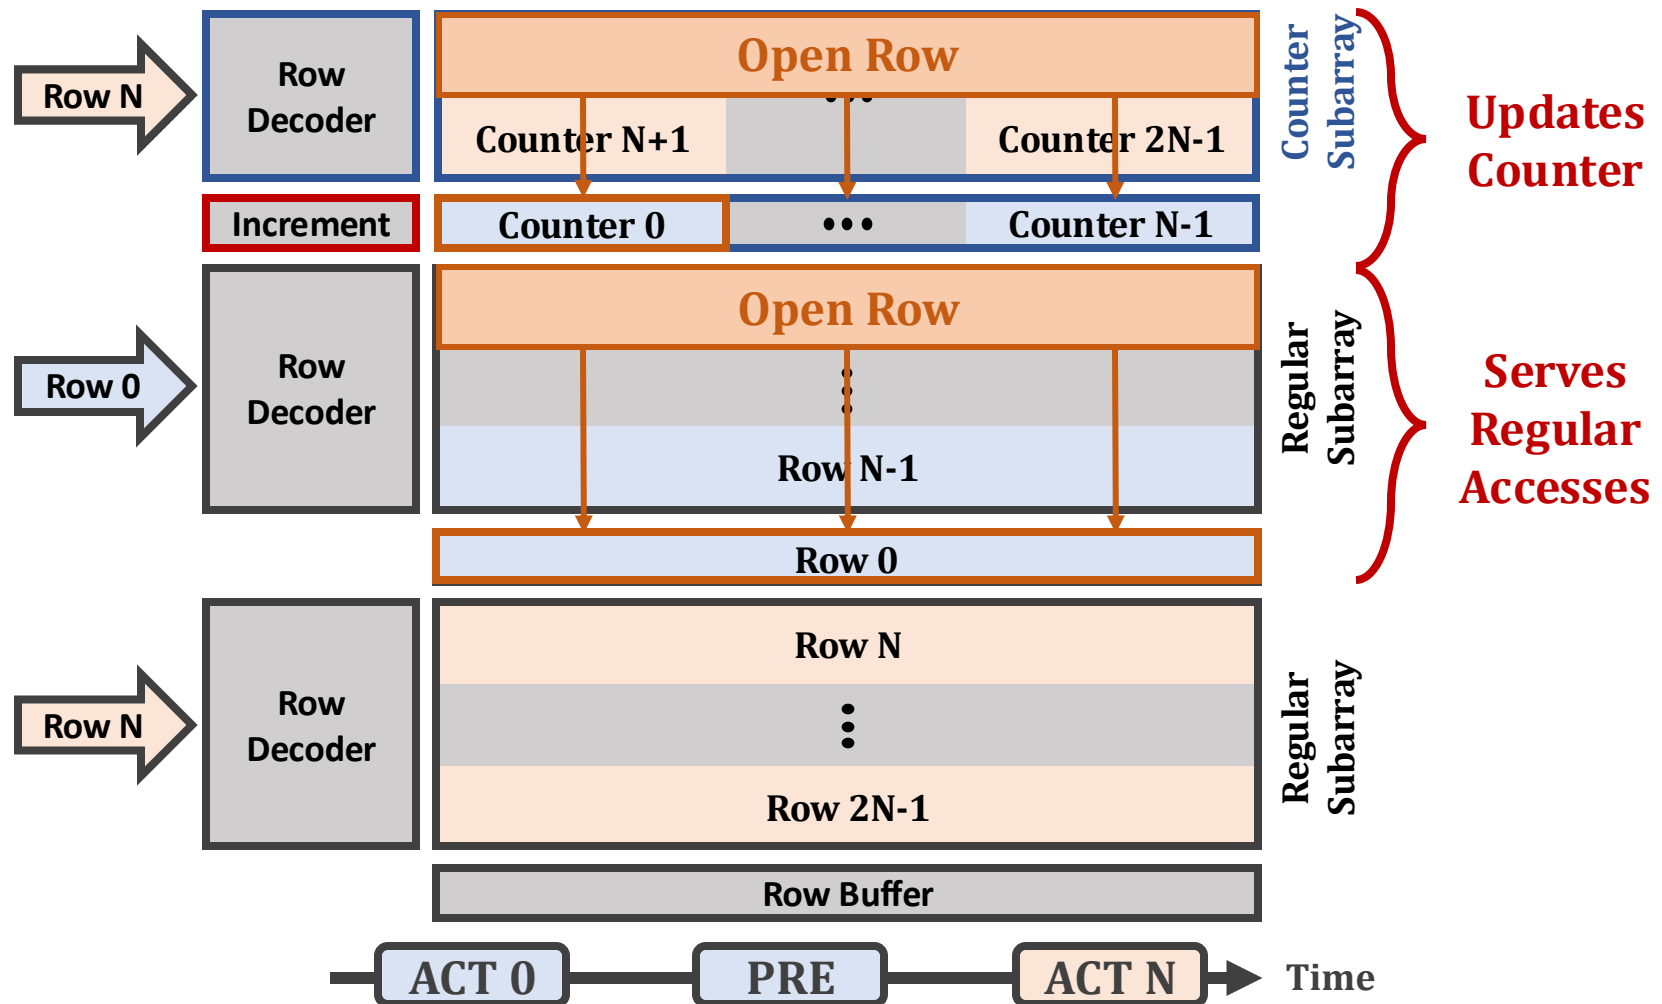 Row N
Row
Decoder
Open Row
...
Counter N+1
Counter 2N-1
Counter
Subarray
Updates
Counter
Increment
Counter 0
...
Counter N-1
Row 0
Row
Decoder
Open Row
Row N-1
Regular
Subarray
Serves
Regular
Accesses
Row 0
Row N
Row
Decoder
Row N
Row 2N-1
Regular
Subarray
Row Buffer
ACT 0
PRE
ACT N
Time